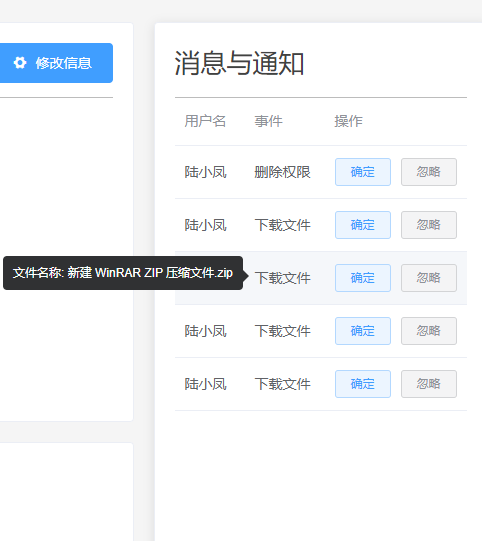 修改信息
消息与通知
用户名 事件 操作
陆小凤 删除权限 确定 忽略
陆小凤 下载文件 确定 忽略
文件名称: 新建 WinRAR ZIP 压缩文件.zip
下载文件 确定 忽略
陆小凤 下载文件 确定 忽略
陆小凤 下载文件 确定 忽略